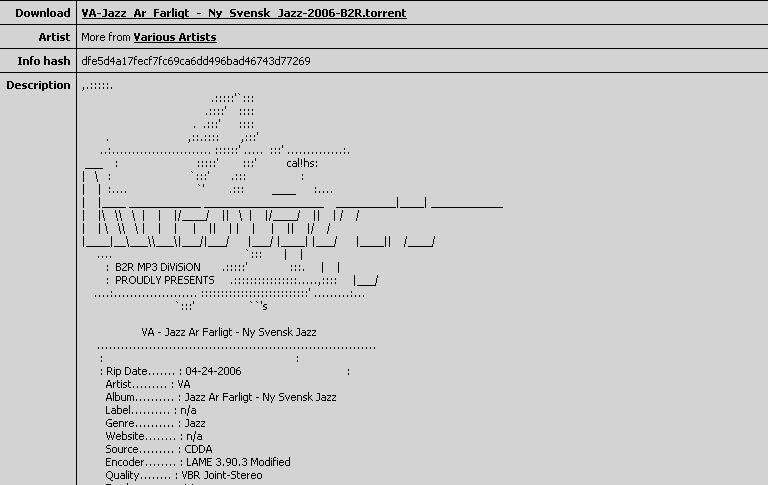 Download VA-Jazz_Ar_Farligt_-_Ny_Svensk_Jazz-2006-B2R.torrent
Artist More from Various Artists
Info hash dfe5d4a17fecf7fc69ca6dd496bad46743d77269
Description
cal!hs:
: B2R MP3 DiViSiON
: PROUDLY PRESENTS
`:::' ``'s
VA - Jazz Ar Farligt - Ny Svensk Jazz
: Rip Date....... : 04-24-2006 :
Artist......... : VA
Album.......... : Jazz Ar Farligt - Ny Svensk Jazz
Label.......... : n/a
Genre.......... : Jazz
Website........ : n/a
Source......... : CDDA
Encoder........ : LAME 3.90.3 Modified
Quality........ : VBR Joint-Stereo